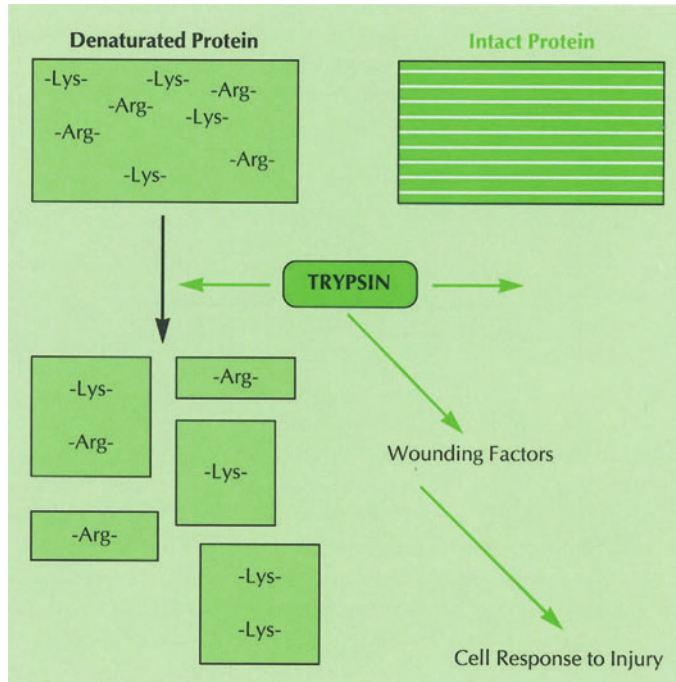 Denaturated Protein
Intact Protein
-Lys-
-Lys-
-Arg-
-Arg-
-Lys-
-Arg-
-Arg-
-Lys-
TRYPSIN
-Lys-
-Arg-
-Arg-
-Lys-
-Arg-
-Lys-
-Lys-
Wounding Factors
Cell Response to Injury